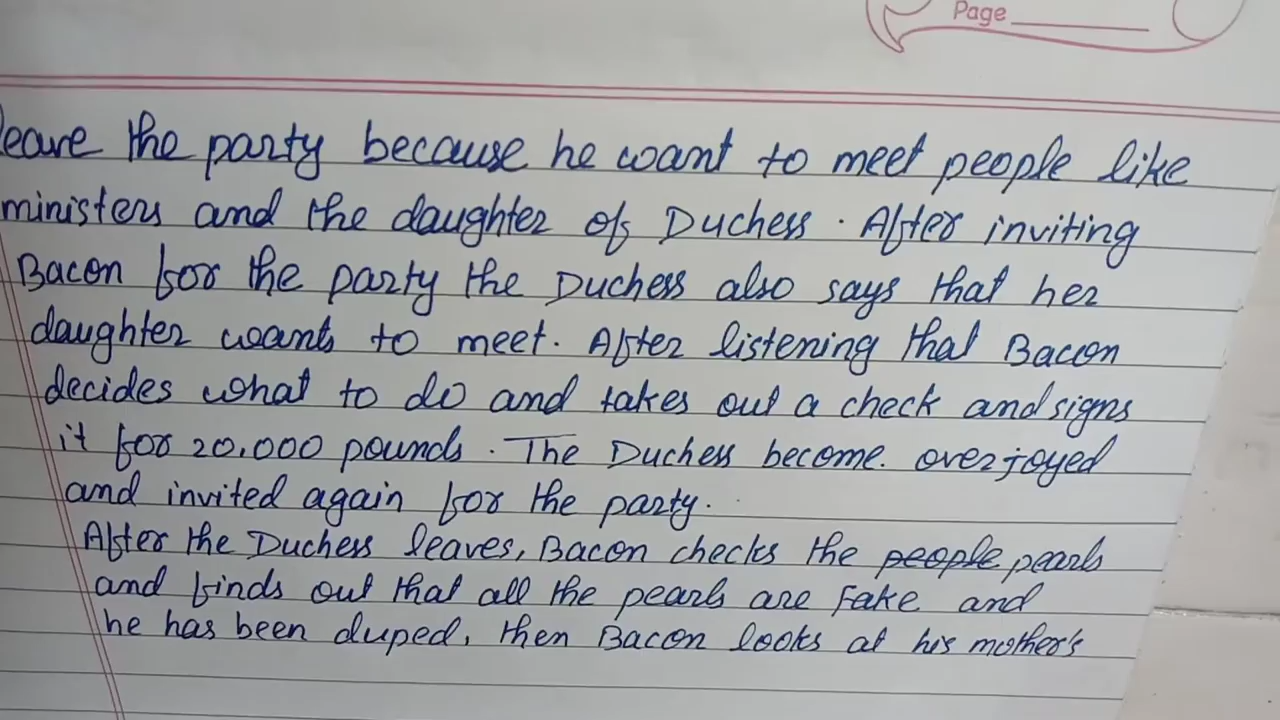 Page
leave the party because he want to meet people like
ministers and the daughter of Duchess. After inviting
Bacon for the party the Duchess also says that her
daughter wants to meet. After listening that Bacon
decides what to do and takes out a check and signs
it for 20,000 pounds. The Duchess become overjoyed
and invited again for the party.
After the Duchess leaves, Bacon checks the people pearls
and finds out that all the pearls are Fake and
he has been duped, then Bacon looks at his mother's